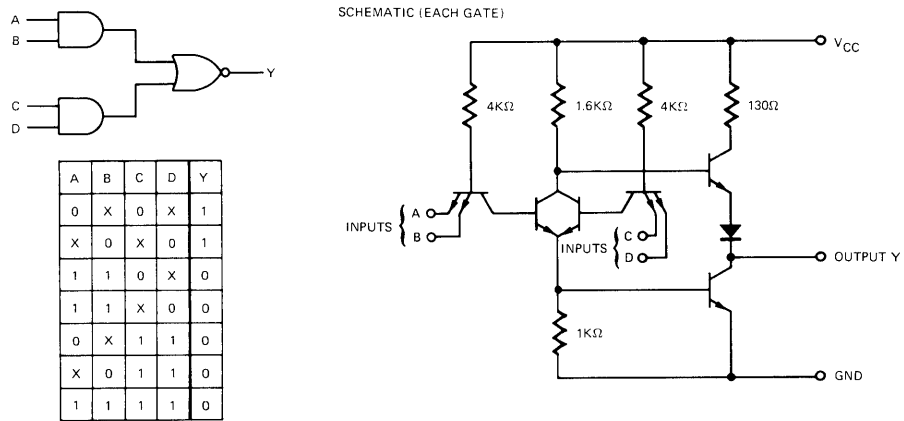 SCHEMATIC (EACH GATE)
A
B
C
D
Y
VCC
4KΩ
1.6KΩ
4KΩ
130Ω
INPUTS { A
B
INPUTS { C
D
OUTPUT Y
1KΩ
GND
A B C D Y
0 X 0 X 1
X 0 X 0 1
1 1 0 X 0
1 1 X 0 0
0 X 1 1 0
X 0 1 1 0
1 1 1 1 0